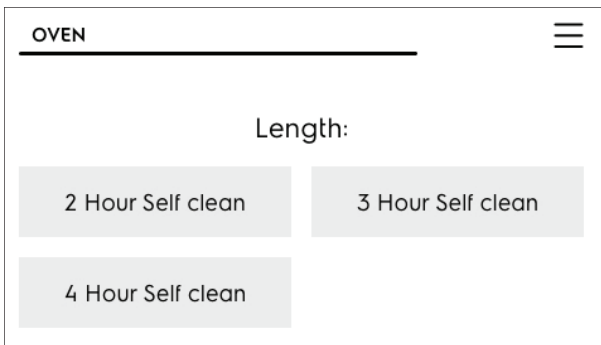 OVEN
Length:
2 Hour Self clean
3 Hour Self clean
4 Hour Self clean